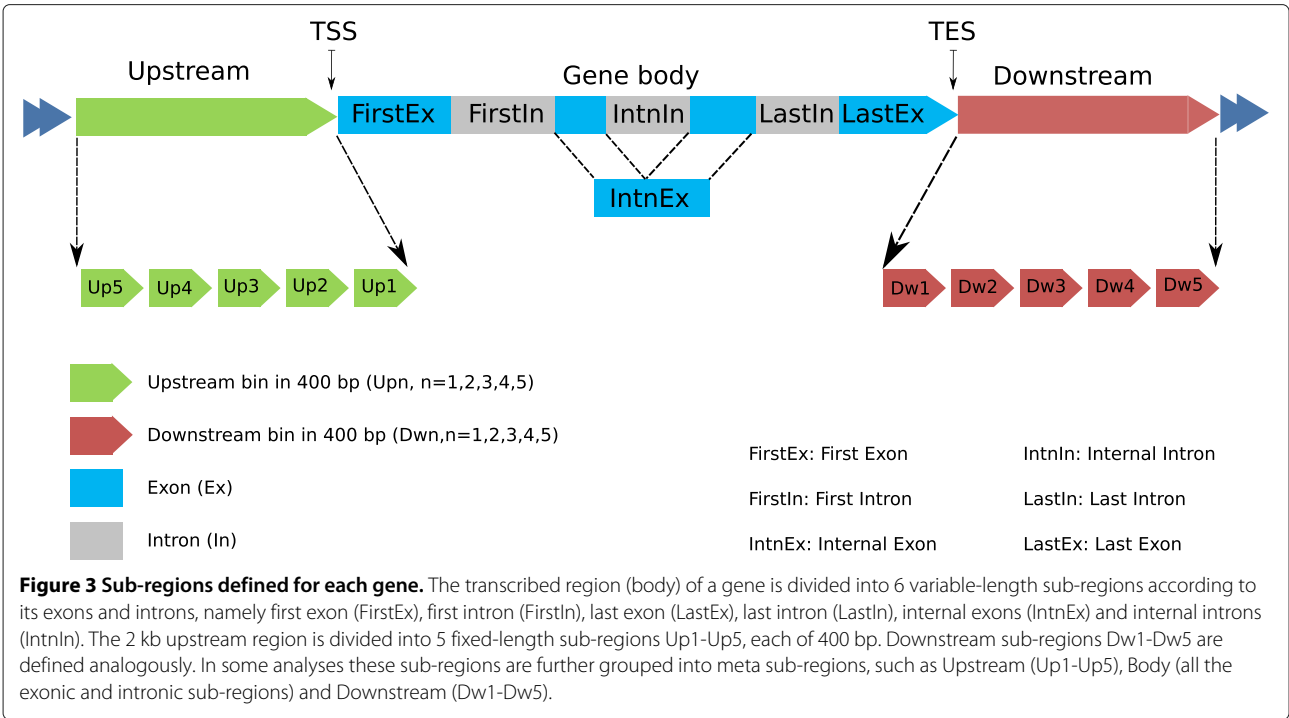 TSS
TES
Upstream
Gene body
Downstream
FirstEx
FirstIn
IntnIn
LastIn
LastEx
IntnEx
Up5
Up4
Up3
Up2
Up1
Dw1
Dw2
Dw3
Dw4
Dw5
Upstream bin in 400 bp (Upn, n=1,2,3,4,5)
Downstream bin in 400 bp (Dwn,n=1,2,3,4,5)
Exon (Ex)
Intron (In)
FirstEx: First Exon
IntnIn: Internal Intron
FirstIn: First Intron
LastIn: Last Intron
IntnEx: Internal Exon
LastEx: Last Exon
Figure 3 Sub-regions defined for each gene. The transcribed region (body) of a gene is divided into 6 variable-length sub-regions according to
its exons and introns, namely first exon (FirstEx), first intron (FirstIn), last exon (LastEx), last intron (LastIn), internal exons (IntnEx) and internal introns
(IntnIn). The 2 kb upstream region is divided into 5 fixed-length sub-regions Up1-Up5, each of 400 bp. Downstream sub-regions Dw1-Dw5 are
defined analogously. In some analyses these sub-regions are further grouped into meta sub-regions, such as Upstream (Up1-Up5), Body (all the
exonic and intronic sub-regions) and Downstream (Dw1-Dw5).